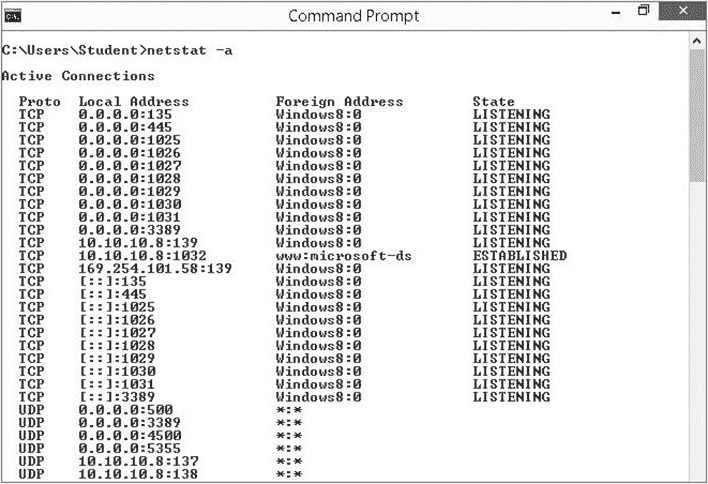 Command Prompt
C:\Users\Student>netstat -a
Active Connections
Proto Local Address Foreign Address State
TCP 0.0.0.0:135 Windows8:0 LISTENING
TCP 0.0.0.0:445 Windows8:0 LISTENING
TCP 0.0.0.0:1025 Windows8:0 LISTENING
TCP 0.0.0.0:1026 Windows8:0 LISTENING
TCP 0.0.0.0:1027 Windows8:0 LISTENING
TCP 0.0.0.0:1028 Windows8:0 LISTENING
TCP 0.0.0.0:1029 Windows8:0 LISTENING
TCP 0.0.0.0:1030 Windows8:0 LISTENING
TCP 0.0.0.0:1031 Windows8:0 LISTENING
TCP 0.0.0.0:3389 Windows8:0 LISTENING
TCP 10.10.10.8:139 Windows8:0 LISTENING
TCP 10.10.10.8:1032 www:microsoft-ds ESTABLISHED
TCP 169.254.101.58:139 Windows8:0 LISTENING
TCP [::]:135 Windows8:0 LISTENING
TCP [::]:445 Windows8:0 LISTENING
TCP [::]:1025 Windows8:0 LISTENING
TCP [::]:1026 Windows8:0 LISTENING
TCP [::]:1027 Windows8:0 LISTENING
TCP [::]:1028 Windows8:0 LISTENING
TCP [::]:1029 Windows8:0 LISTENING
TCP [::]:1030 Windows8:0 LISTENING
TCP [::]:1031 Windows8:0 LISTENING
TCP [::]:3389 Windows8:0 LISTENING
UDP 0.0.0.0:500 *:*
UDP 0.0.0.0:3389 *:*
UDP 0.0.0.0:4500 *:*
UDP 0.0.0.0:5355 *:*
UDP 10.10.10.8:137 *:*
UDP 10.10.10.8:138 *:*